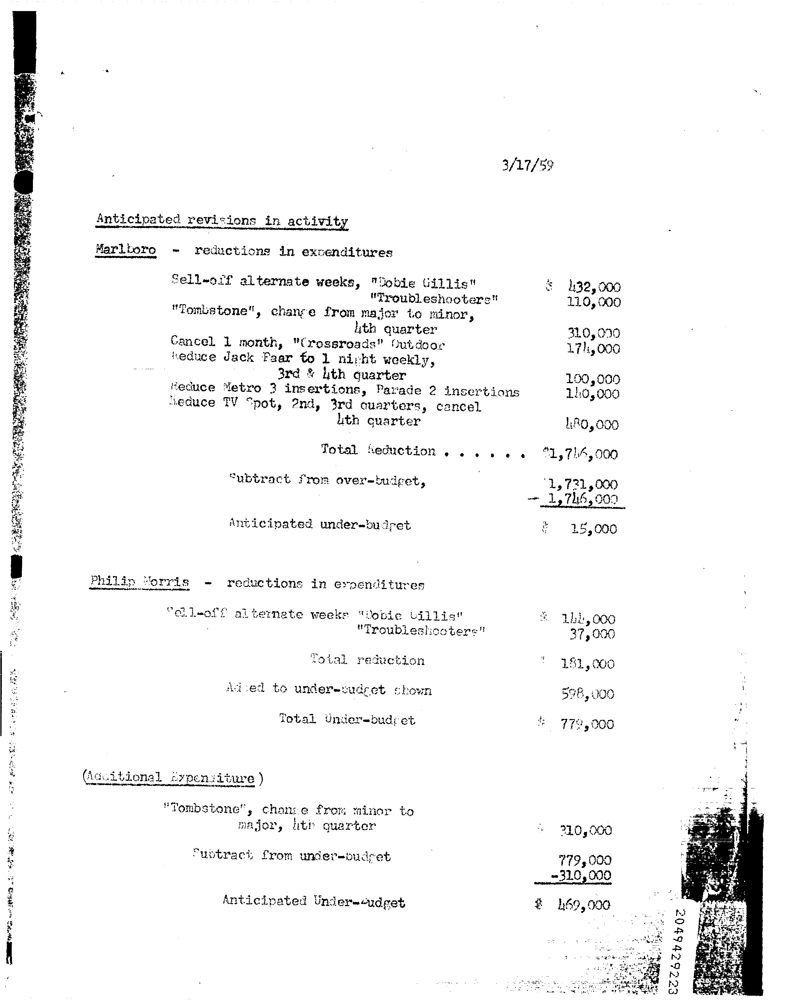 3/17/59
Anticipated revisions in activity
Marlboro - reductions in expenditures
Sell-off alternate weeks, "Dobie Gillis" $ 432,000
"Troubleshooters" 110,000
"Tombstone", change from major to minor,
4th quarter 310,000
Cancel 1 month, "Crossroads" Outdoor 174,000
Reduce Jack Paar to 1 night weekly,
3rd & 4th quarter 100,000
Reduce Metro 3 insertions, Parade 2 insertions 140,000
Reduce TV Spot, 2nd, 3rd quarters, cancel
4th quarter 480,000
Total Reduction . . . . . . $1,746,000
Subtract from over-budget, $1,731,000
- 1,746,000
Anticipated under-budget $ 15,000
Philip Morris - reductions in expenditures
Sell-off alternate weeks "Dobie Gillis" $ 144,000
"Troubleshooters" 37,000
Total reduction $ 181,000
Added to under-budget shown 598,000
Total Under-budget $ 779,000
(Additional Expenditure)
"Tombstone", change from minor to
major, 4th quarter $ 310,000
Subtract from under-budget 779,000
-310,000
Anticipated Under-Budget $ 469,000
2049429223